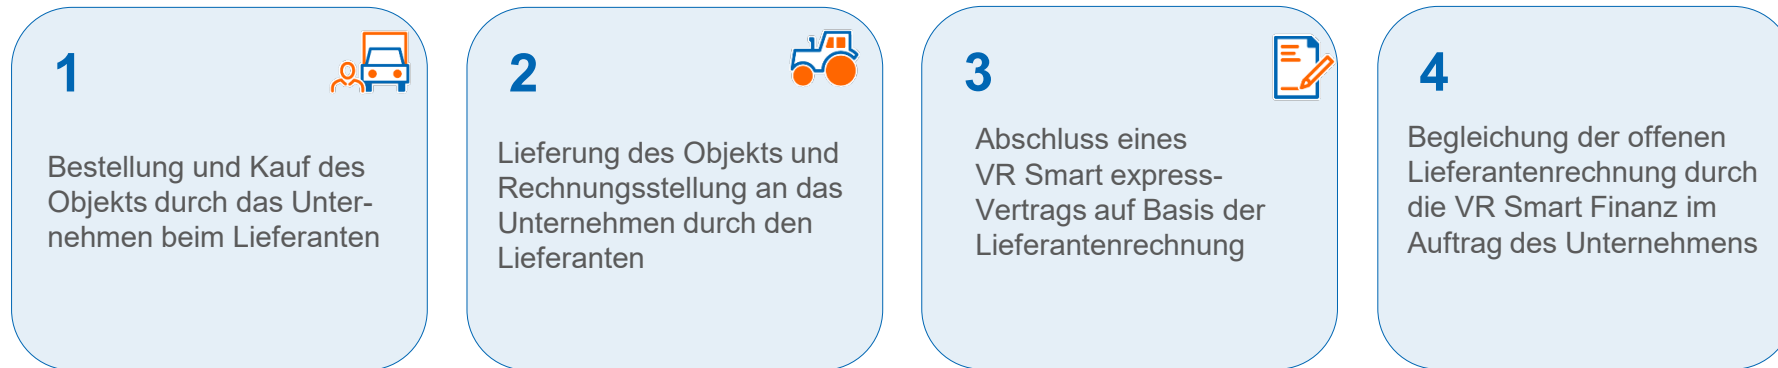 1
Bestellung und Kauf des
Objekts durch das Unter-
nehmen beim Lieferanten
2
Lieferung des Objekts und
Rechnungsstellung an das
Unternehmen durch den
Lieferanten
3
Abschluss eines
VR Smart express-
Vertrags auf Basis der
Lieferantenrechnung
4
Begleichung der offenen
Lieferantenrechnung durch
die VR Smart Finanz im
Auftrag des Unternehmens